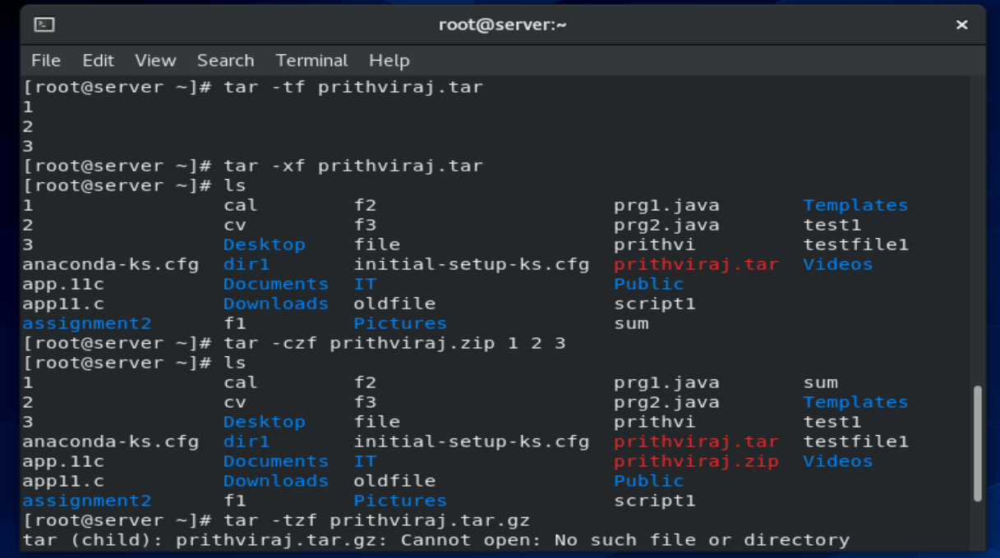 root@server:~ ×
File Edit View Search Terminal Help
[root@server ~]# tar -tf prithviraj.tar
1
2
3
[root@server ~]# tar -xf prithviraj.tar
[root@server ~]# ls
1 cal f2 prg1.java Templates
2 cv f3 prg2.java test1
3 Desktop file prithvi testfile1
anaconda-ks.cfg dir1 initial-setup-ks.cfg prithviraj.tar Videos
app.11c Documents IT Public
app11.c Downloads oldfile script1
assignment2 f1 Pictures sum
[root@server ~]# tar -czf prithviraj.zip 1 2 3
[root@server ~]# ls
1 cal f2 prg1.java sum
2 cv f3 prg2.java Templates
3 Desktop file prithvi test1
anaconda-ks.cfg dir1 initial-setup-ks.cfg prithviraj.tar testfile1
app.11c Documents IT prithviraj.zip Videos
app11.c Downloads oldfile Public
assignment2 f1 Pictures script1
[root@server ~]# tar -tzf prithviraj.tar.gz
tar (child): prithviraj.tar.gz: Cannot open: No such file or directory